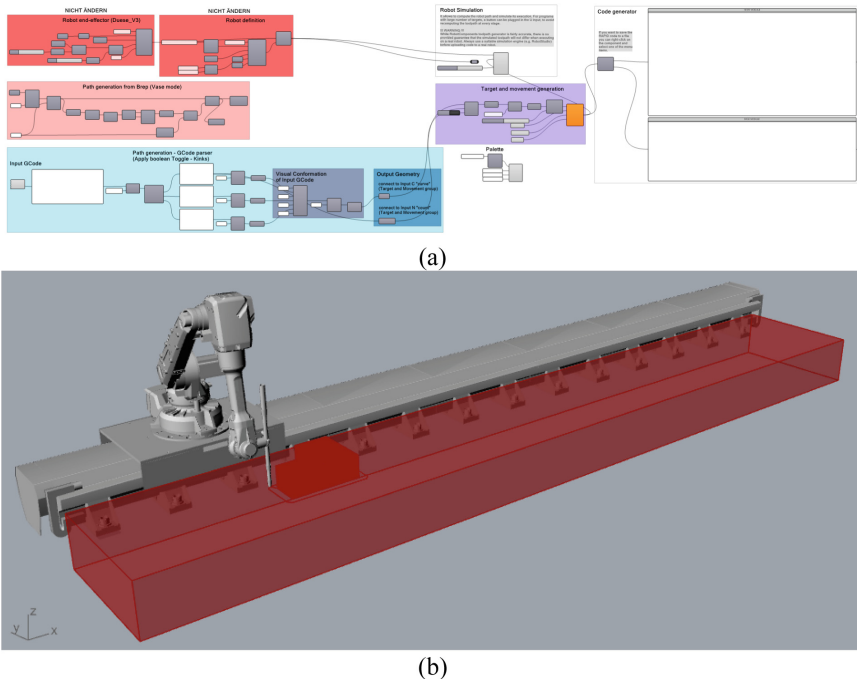 NICHT ÄNDERN
Robot end-effector (Duese_V3)
NICHT ÄNDERN
Robot definition
Robot Simulation
Code generator
Path generation from Brep (Vase mode)
Target and movement generation
Palette
Path generation - GCode parser
(Apply boolean Toggle - Kinks)
Input GCode
Visual Conformation
of input GCode
Output Geometry
connect to input C "curve"
(Target and Movement group)
connect to input N "count"
(Target and Movement group)
(a)
z
y
x
(b)